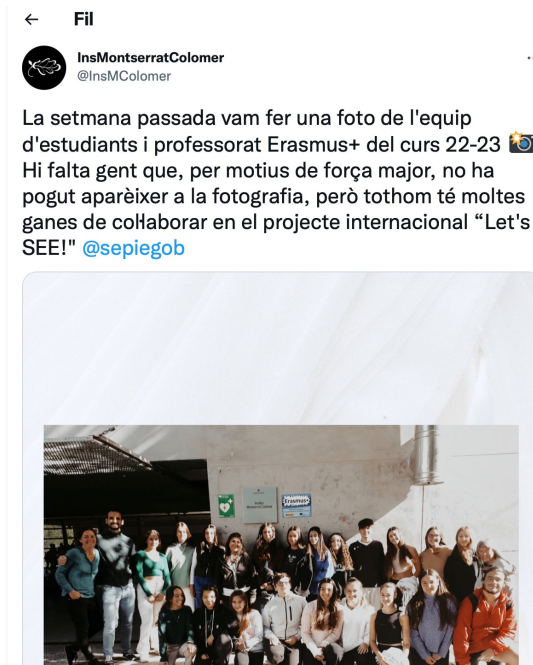 Fil
InsMontserratColomer
@InsMColomer
La setmana passada vam fer una foto de l'equip
d'estudiants i professorat Erasmus+ del curs 22-23 📸
Hi falta gent que, per motius de força major, no ha
pogut aparèixer a la fotografia, però tothom té moltes
ganes de col·laborar en el projecte internacional “Let's
SEE!" @sepiegob
Erasmus+